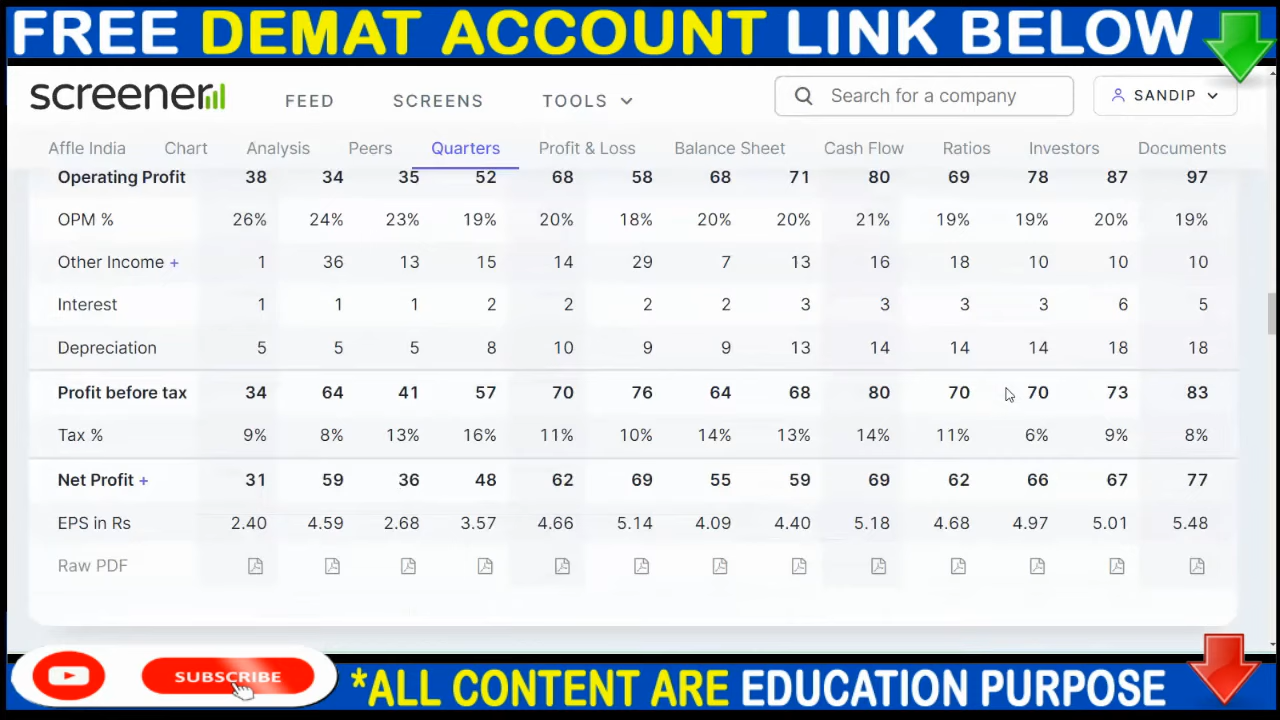 FREE DEMAT ACCOUNT LINK BELOW
screener FEED SCREENS TOOLS Search for a company SANDIP
Affle India Chart Analysis Peers Quarters Profit & Loss Balance Sheet Cash Flow Ratios Investors Documents
Operating Profit 38 34 35 52 68 58 68 71 80 69 78 87 97
OPM % 26% 24% 23% 19% 20% 18% 20% 20% 21% 19% 19% 20% 19%
Other Income + 1 36 13 15 14 29 7 13 16 18 10 10 10
Interest 1 1 1 2 2 2 2 3 3 3 3 6 5
Depreciation 5 5 5 8 10 9 9 13 14 14 14 18 18
Profit before tax 34 64 41 57 70 76 64 68 80 70 70 73 83
Tax % 9% 8% 13% 16% 11% 10% 14% 13% 14% 11% 6% 9% 8%
Net Profit + 31 59 36 48 62 69 55 59 69 62 66 67 77
EPS in Rs 2.40 4.59 2.68 3.57 4.66 5.14 4.09 4.40 5.18 4.68 4.97 5.01 5.48
Raw PDF
SUBSCRIBE *ALL CONTENT ARE EDUCATION PURPOSE